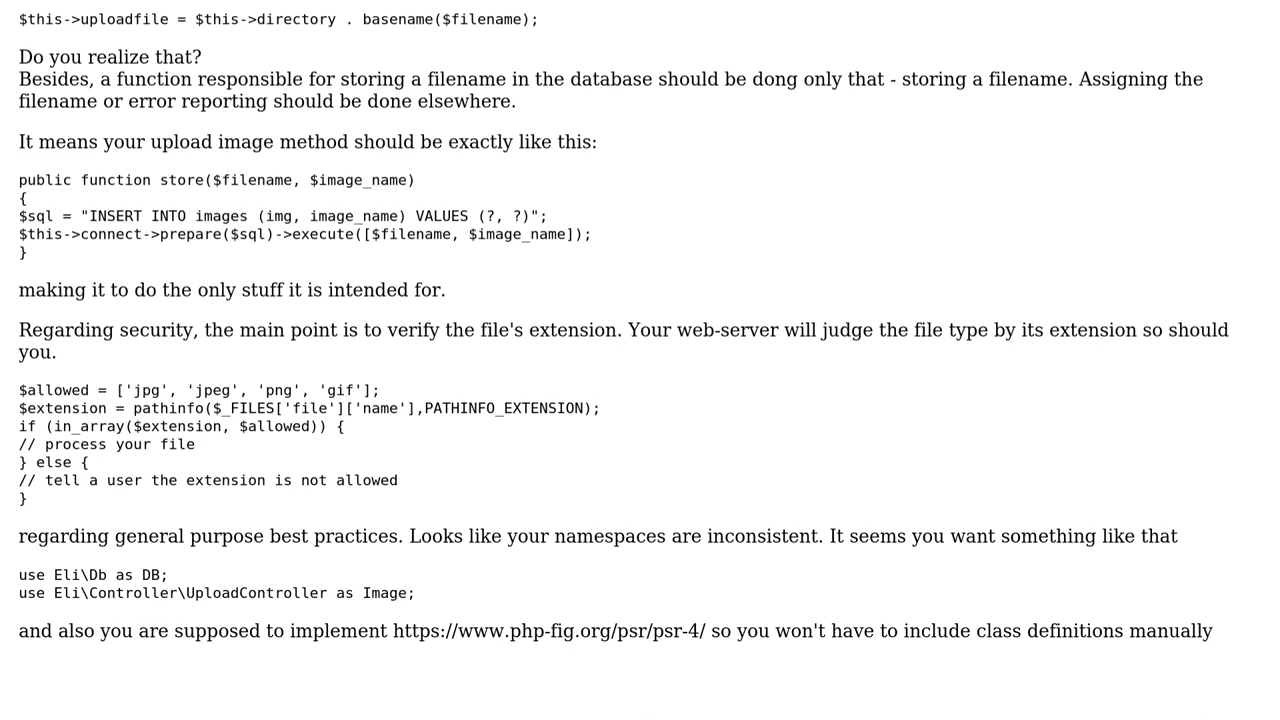 $this->uploadfile = $this->directory . basename($filename);
Do you realize that?
Besides, a function responsible for storing a filename in the database should be dong only that - storing a filename. Assigning the
filename or error reporting should be done elsewhere.
It means your upload image method should be exactly like this:
public function store($filename, $image_name)
{
$sql = "INSERT INTO images (img, image_name) VALUES (?, ?)";
$this->connect->prepare($sql)->execute([$filename, $image_name]);
}
making it to do the only stuff it is intended for.
Regarding security, the main point is to verify the file's extension. Your web-server will judge the file type by its extension so should
you.
$allowed = ['jpg', 'jpeg', 'png', 'gif'];
$extension = pathinfo($_FILES['file']['name'],PATHINFO_EXTENSION);
if (in_array($extension, $allowed)) {
// process your file
} else {
// tell a user the extension is not allowed
}
regarding general purpose best practices. Looks like your namespaces are inconsistent. It seems you want something like that
use Eli\Db as DB;
use Eli\Controller\UploadController as Image;
and also you are supposed to implement https://www.php-fig.org/psr/psr-4/ so you won't have to include class definitions manually